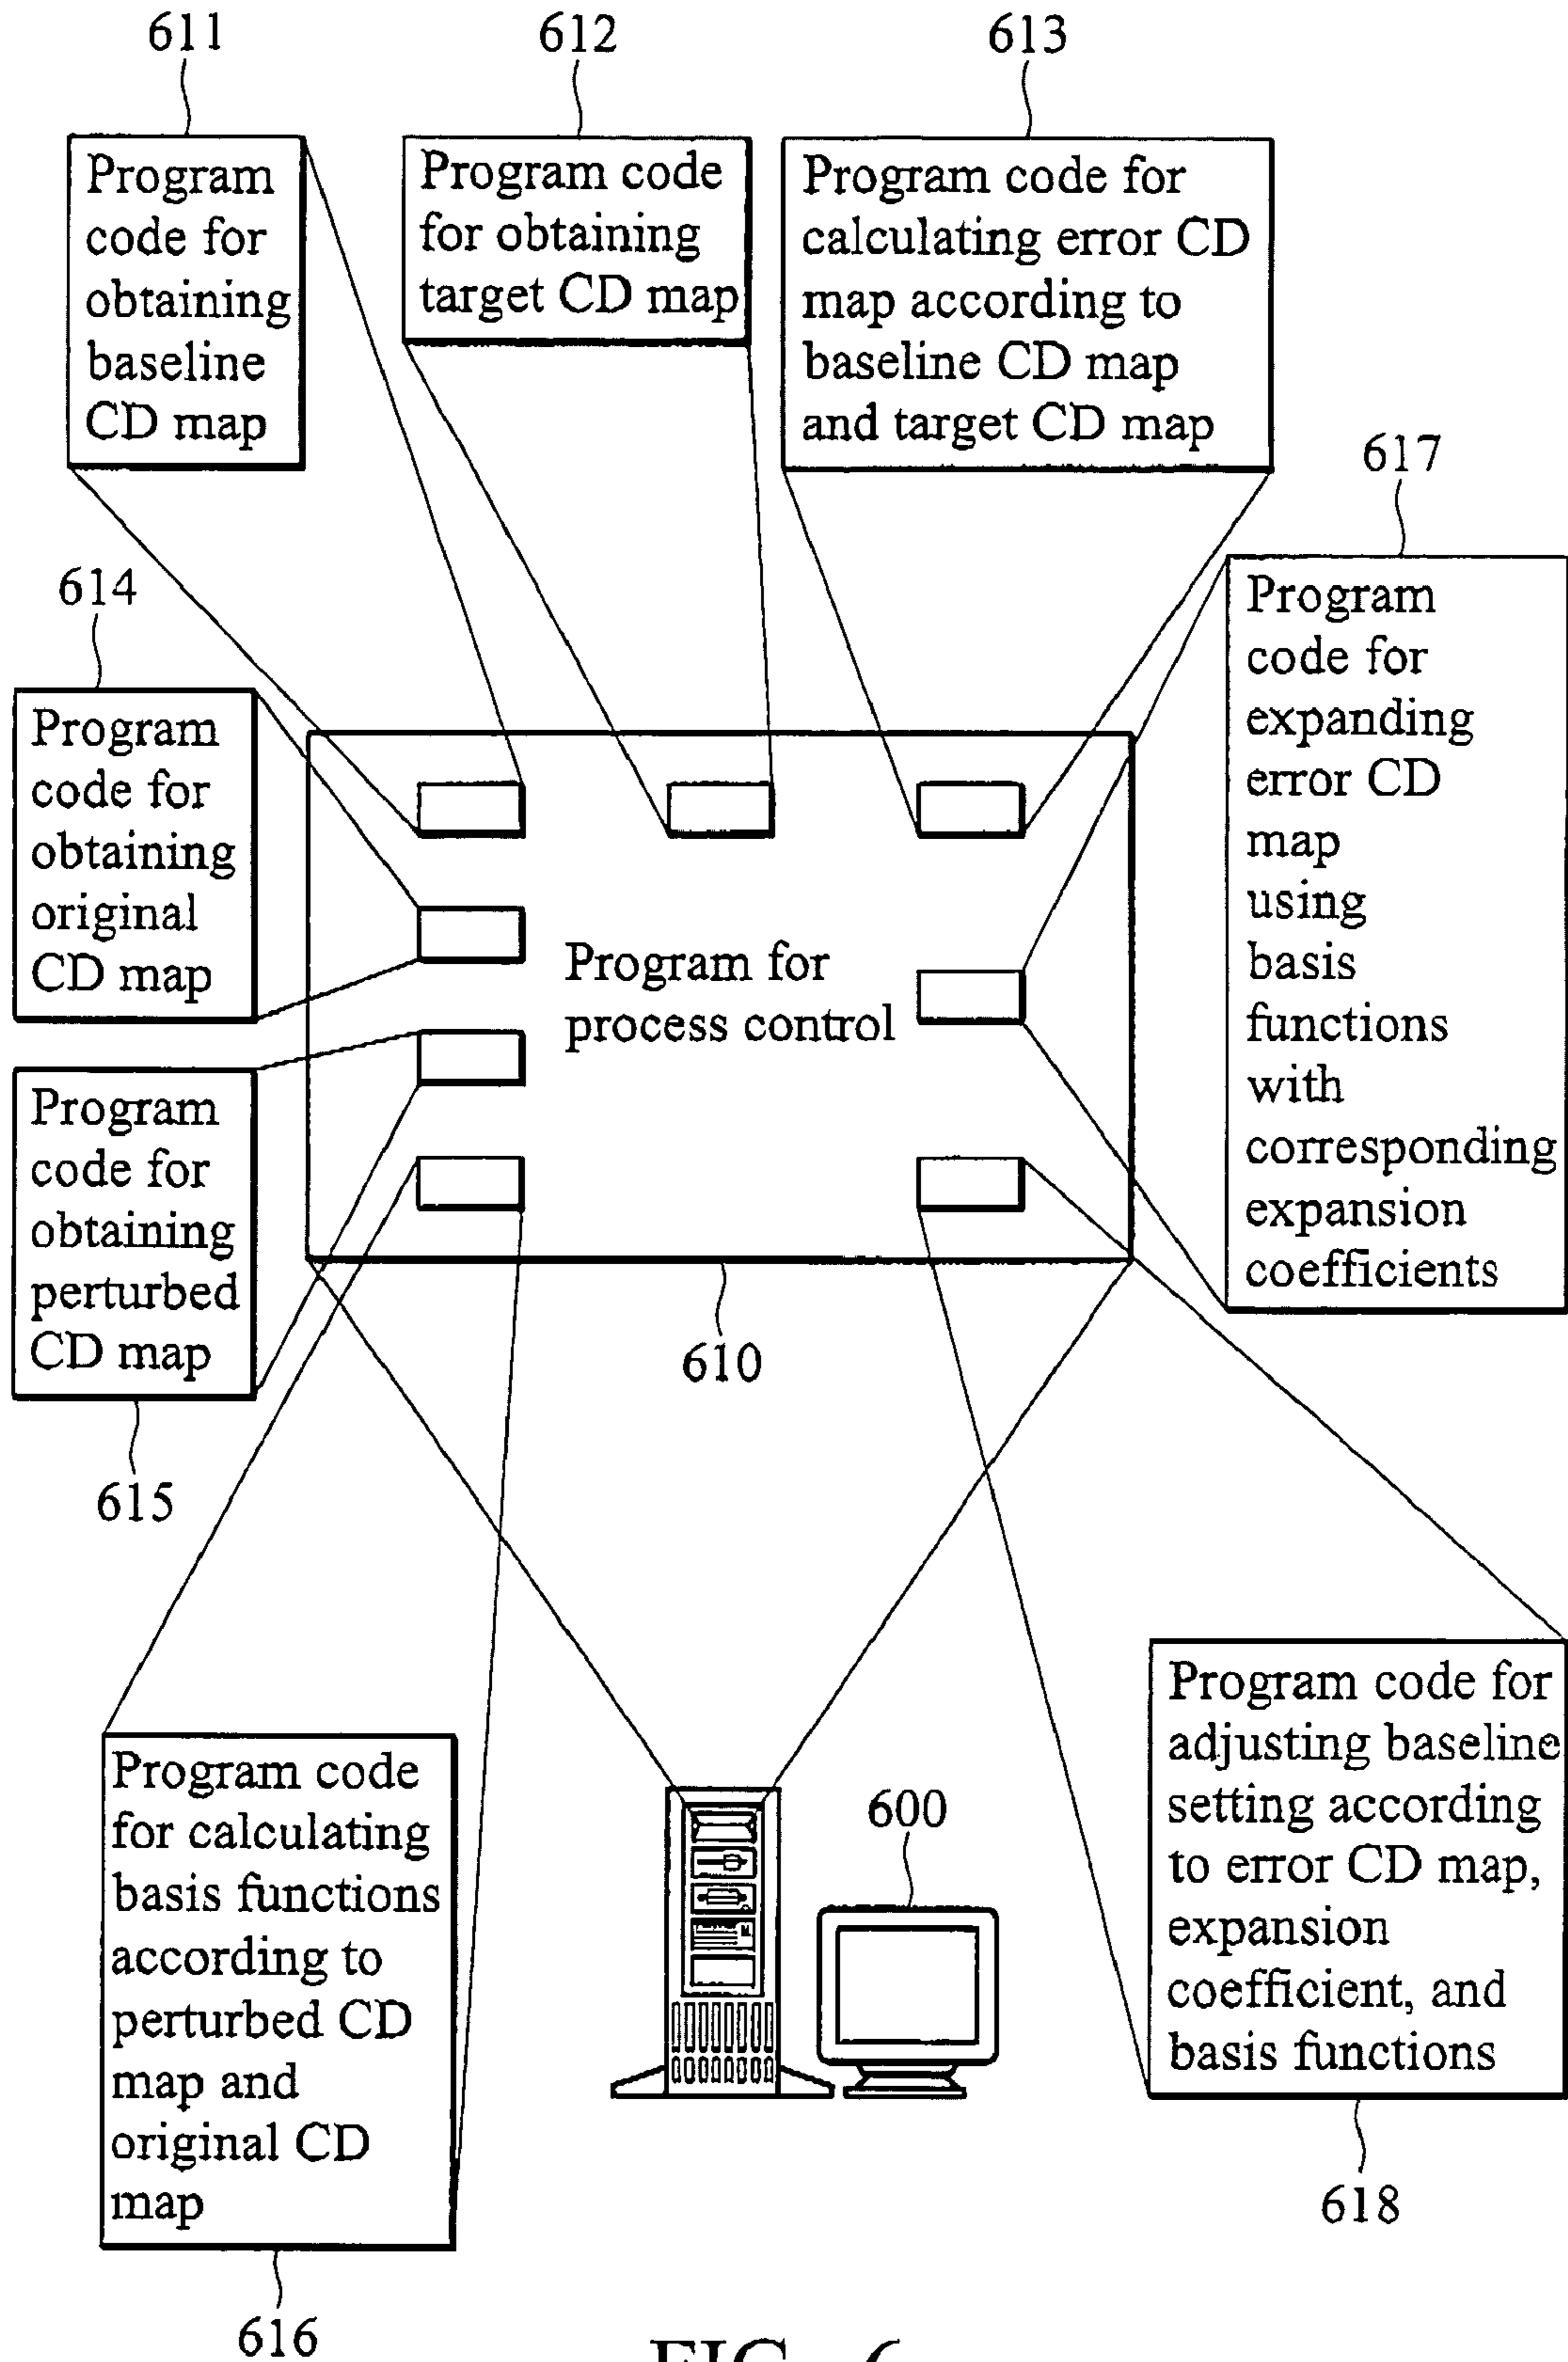 611
612
613
Program
code for
obtaining
baseline
CD map
Program code
for obtaining
target CD map
Program code for
calculating error CD
map according to
baseline CD map
and target CD map
617
614
Program
code for
obtaining
original
CD map
Program
code for
expanding
error CD
map
using
basis
functions
with
corresponding
expansion
coefficients
Program for
process control
Program
code for
obtaining
perturbed
CD map
610
615
600
Program code
for calculating
basis functions
according to
perturbed CD
map and
original CD
map
Program code for
adjusting baseline
setting according
to error CD map,
expansion
coefficient, and
basis functions
618
616
FIG. 6